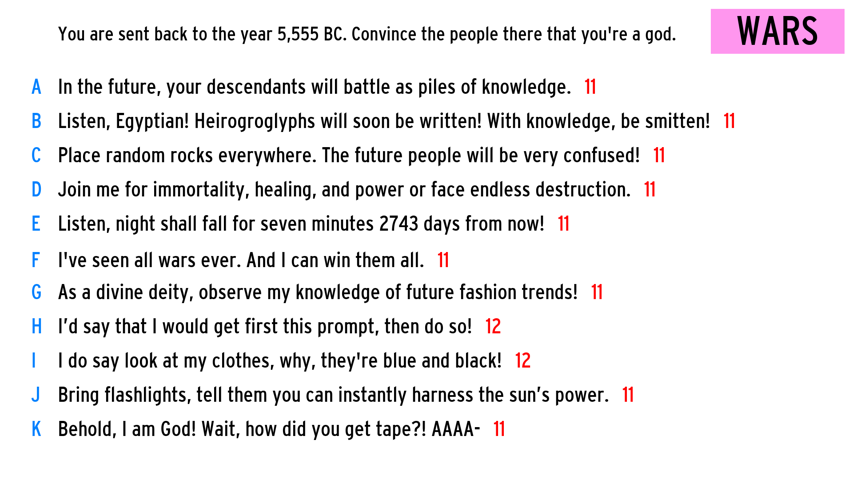 You are sent back to the year 5,555 BC. Convince the people there that you're a god.
WARS
A In the future, your descendants will battle as piles of knowledge. 11
B Listen, Egyptian! Heirogroglyphs will soon be written! With knowledge, be smitten! 11
C Place random rocks everywhere. The future people will be very confused! 11
D Join me for immortality, healing, and power or face endless destruction. 11
E Listen, night shall fall for seven minutes 2743 days from now! 11
F I've seen all wars ever. And I can win them all. 11
G As a divine deity, observe my knowledge of future fashion trends! 11
H I’d say that I would get first this prompt, then do so! 12
I I do say look at my clothes, why, they're blue and black! 12
J Bring flashlights, tell them you can instantly harness the sun’s power. 11
K Behold, I am God! Wait, how did you get tape?! AAAA- 11